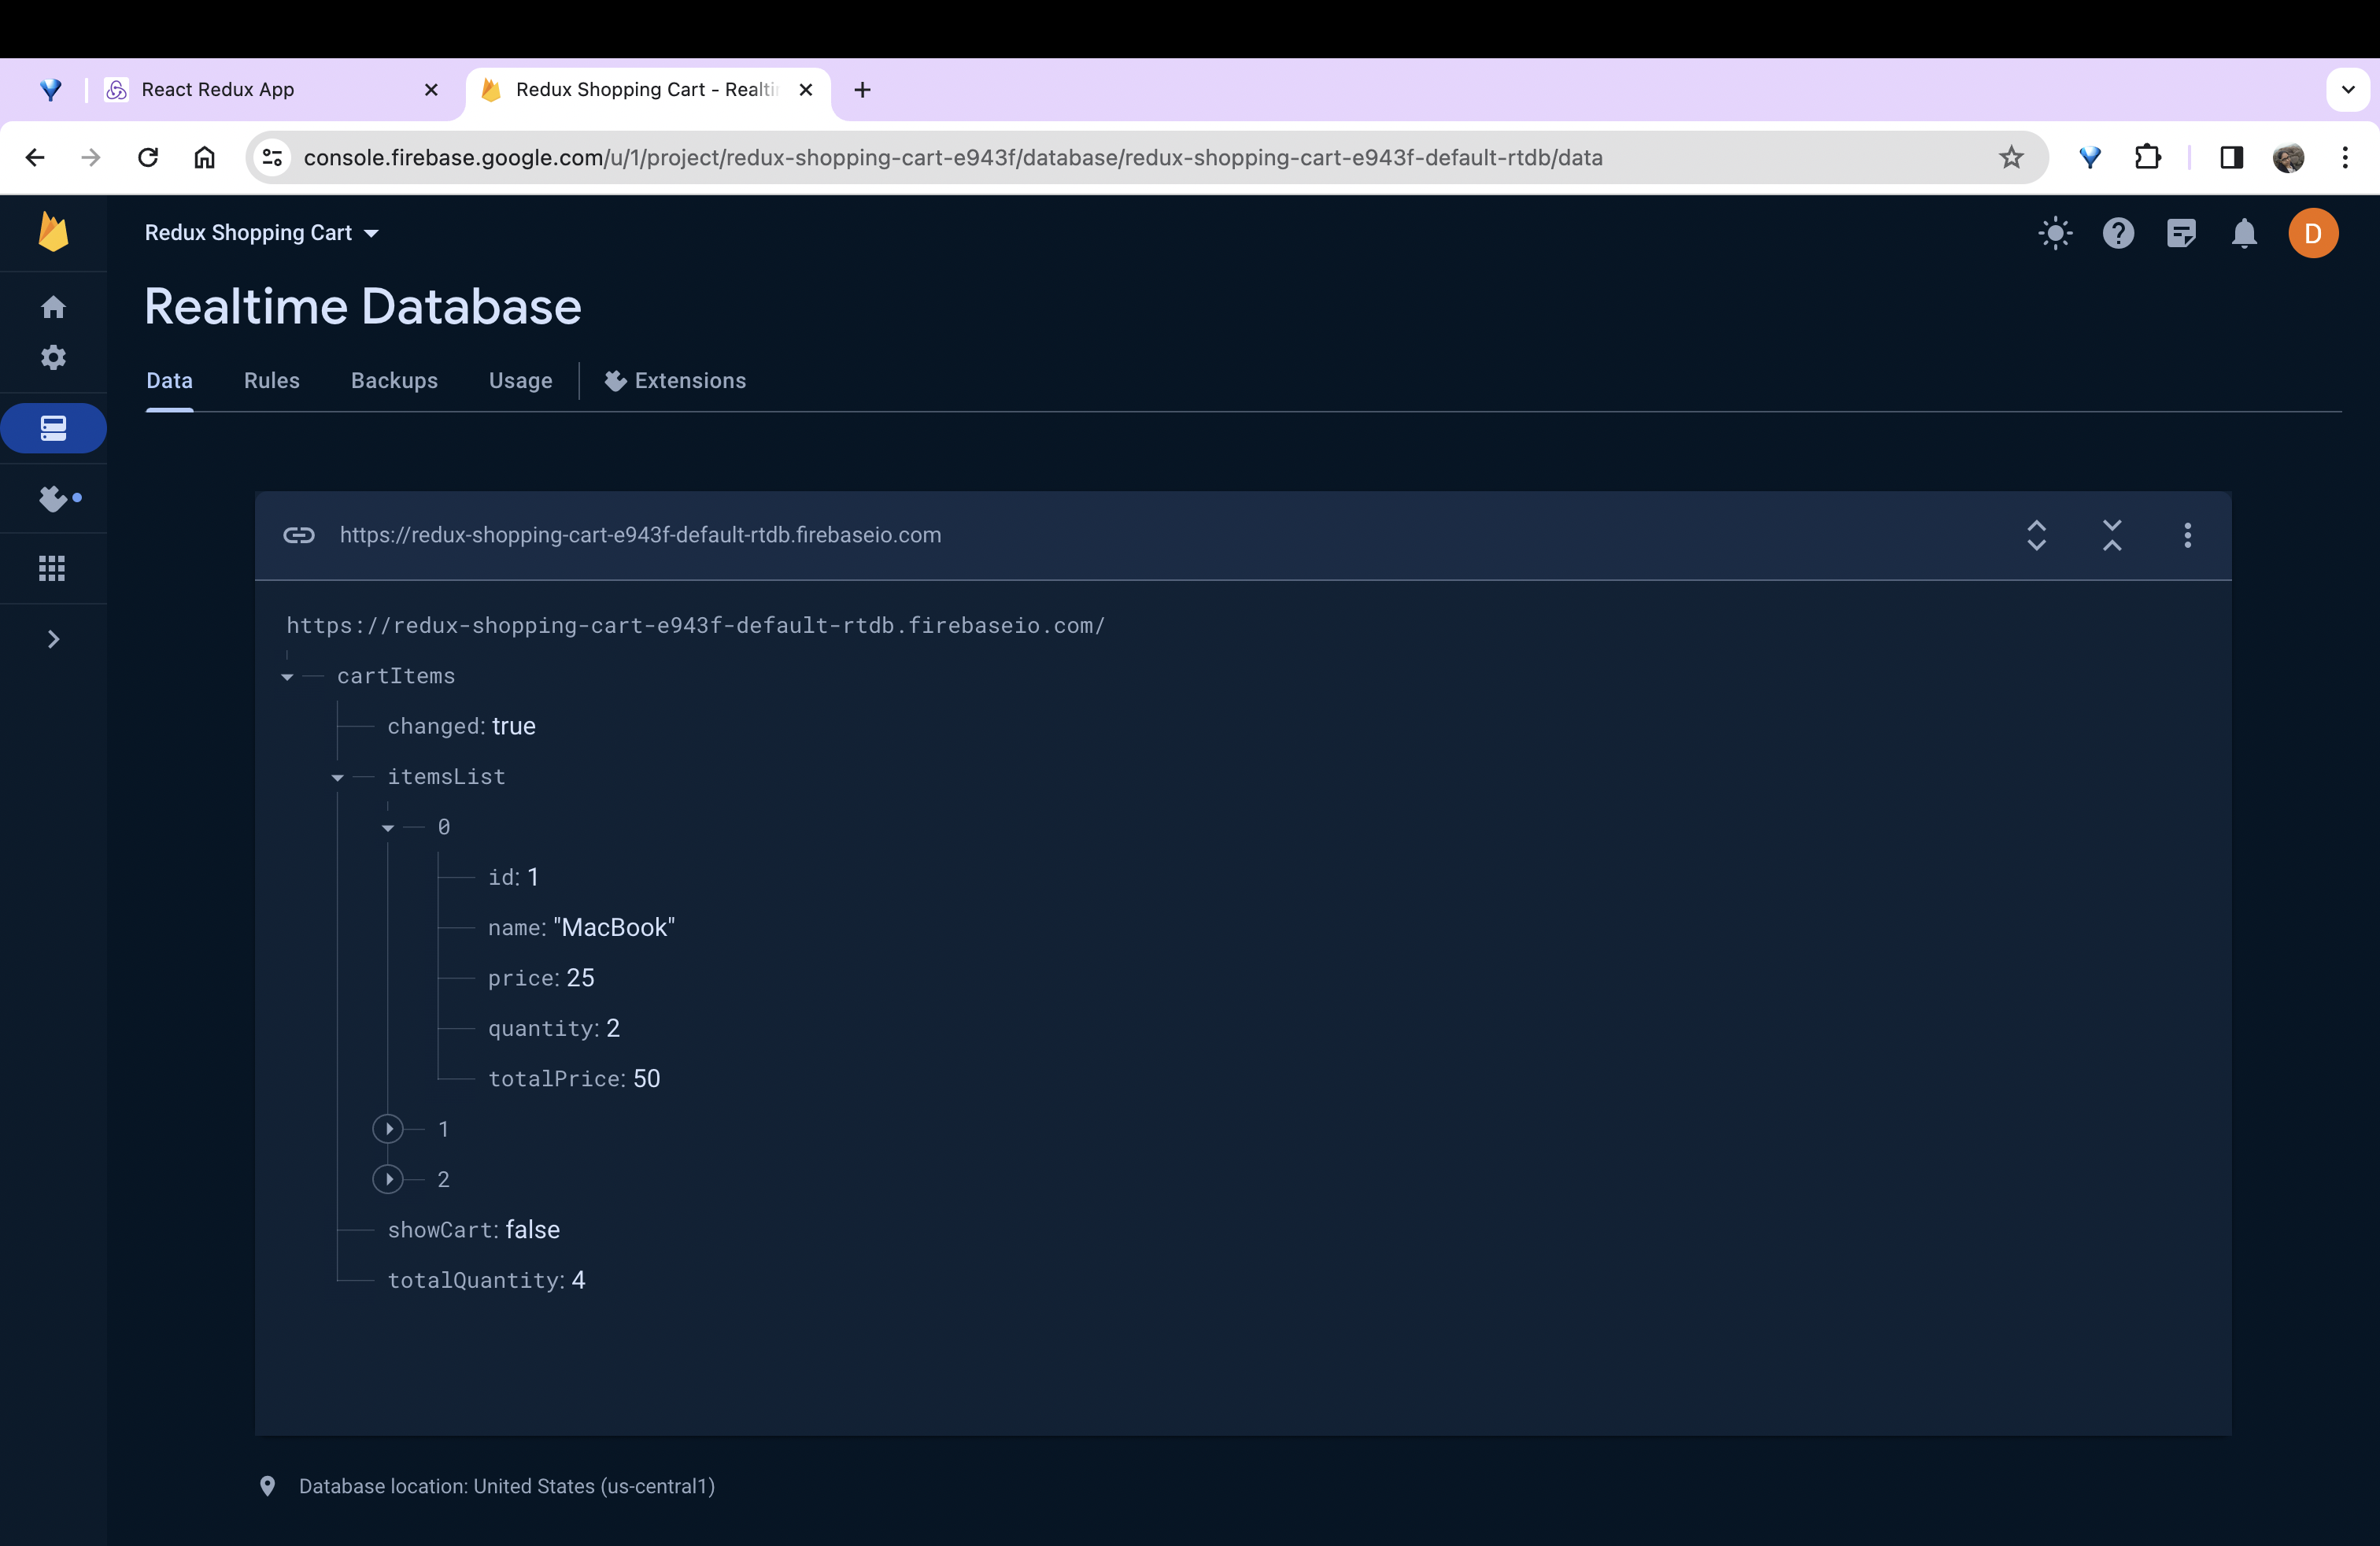 React Redux App
Redux Shopping Cart - Realti
console.firebase.google.com/u/1/project/redux-shopping-cart-e943f/database/redux-shopping-cart-e943f-default-rtdb/data
Redux Shopping Cart
D
Realtime Database
Data Rules Backups Usage Extensions
https://redux-shopping-cart-e943f-default-rtdb.firebaseio.com
https://redux-shopping-cart-e943f-default-rtdb.firebaseio.com/
cartItems
changed: true
itemsList
0
id: 1
name: "MacBook"
price: 25
quantity: 2
totalPrice: 50
1
2
showCart: false
totalQuantity: 4
Database location: United States (us-central1)